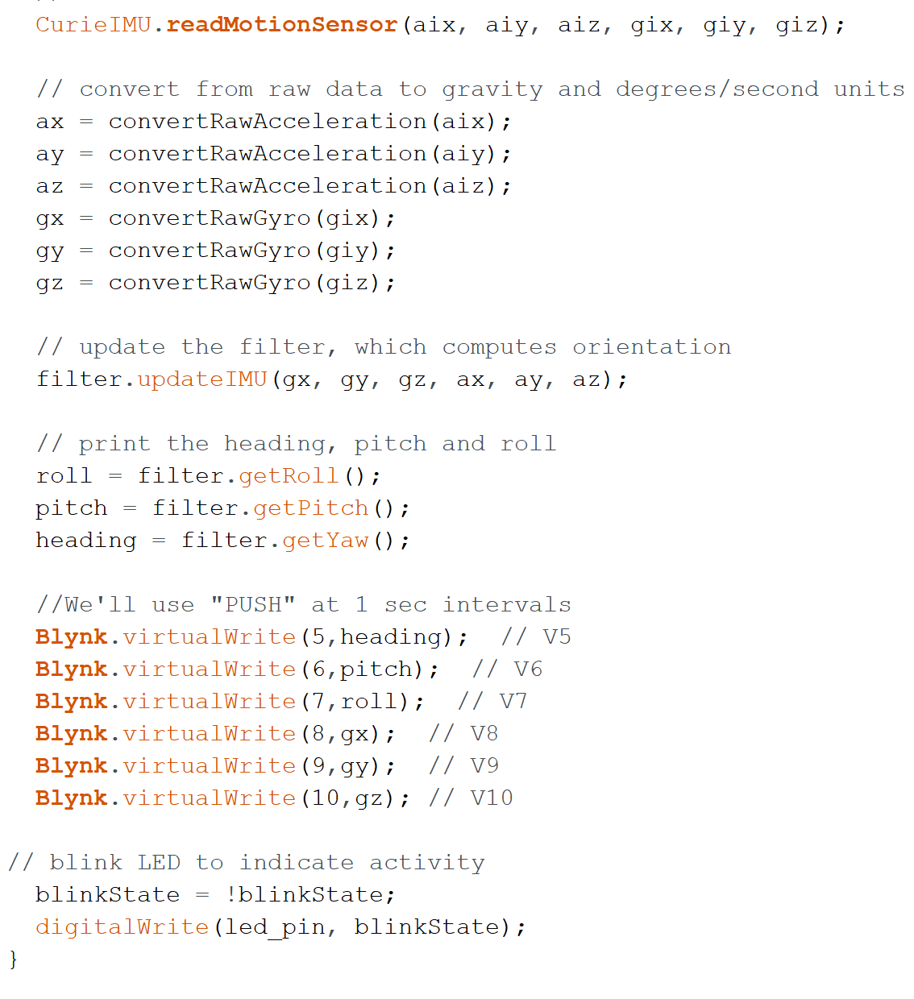 CurieIMU.readMotionSensor(aix, aiy, aiz, gix, giy, giz);
// convert from raw data to gravity and degrees/second units
ax = convertRawAcceleration(aix);
ay = convertRawAcceleration(aiy);
az = convertRawAcceleration(aiz);
gx = convertRawGyro(gix);
gy = convertRawGyro(giy);
gz = convertRawGyro(giz);
// update the filter, which computes orientation
filter.updateIMU(gx, gy, gz, ax, ay, az);
// print the heading, pitch and roll
roll = filter.getRoll();
pitch = filter.getPitch();
heading = filter.getYaw();
//We'll use "PUSH" at 1 sec intervals
Blynk.virtualWrite(5,heading);  // V5
Blynk.virtualWrite(6,pitch);  // V6
Blynk.virtualWrite(7,roll);  // V7
Blynk.virtualWrite(8,gx);  // V8
Blynk.virtualWrite(9,gy);  // V9
Blynk.virtualWrite(10,gz); // V10
// blink LED to indicate activity
blinkState = !blinkState;
digitalWrite(led_pin, blinkState);
}